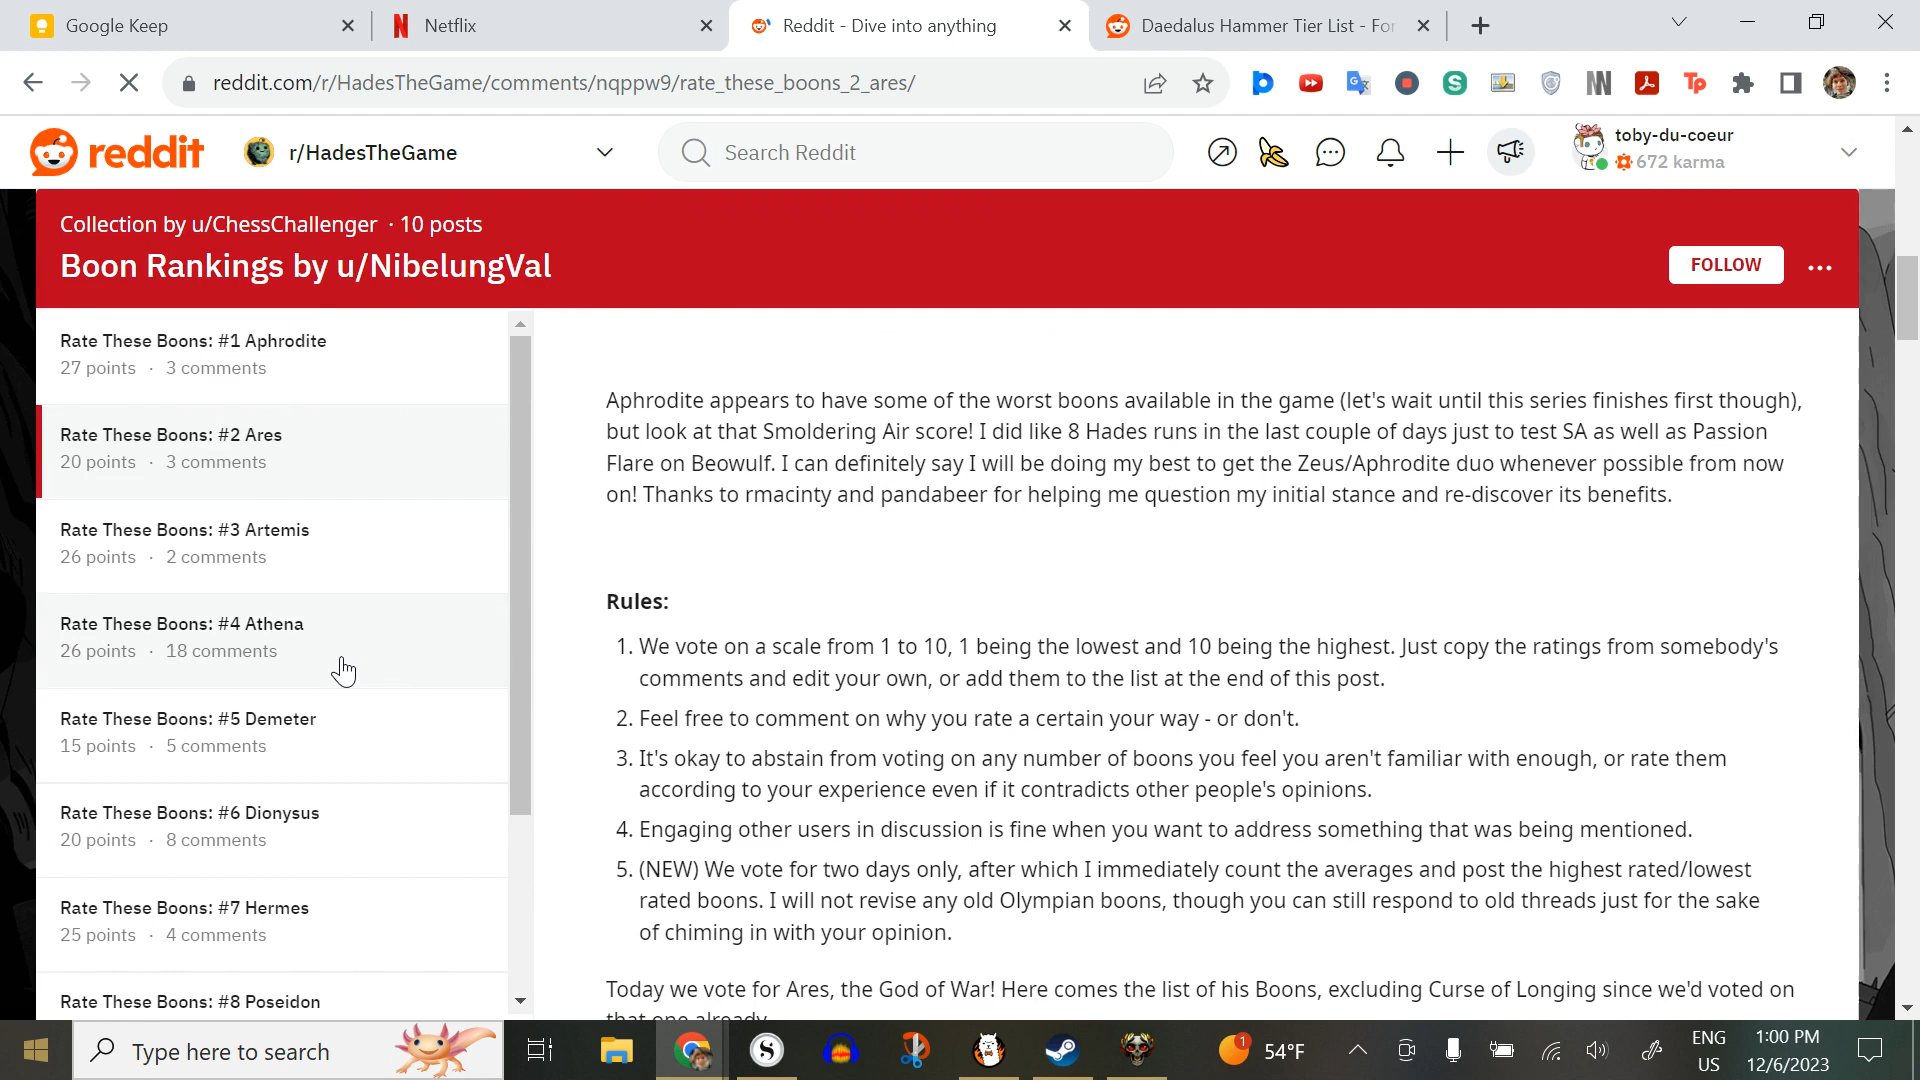 Google Keep
Netflix
Reddit - Dive into anything
Daedalus Hammer Tier List - For
reddit.com/r/HadesTheGame/comments/nqppw9/rate_these_boons_2_ares/
reddit
r/HadesTheGame
Search Reddit
toby-du-coeur
672 karma
Collection by u/ChessChallenger · 10 posts
Boon Rankings by u/NibelungVal
FOLLOW
Rate These Boons: #1 Aphrodite
27 points · 3 comments
Rate These Boons: #2 Ares
20 points · 3 comments
Rate These Boons: #3 Artemis
26 points · 2 comments
Rate These Boons: #4 Athena
26 points · 18 comments
Rate These Boons: #5 Demeter
15 points · 5 comments
Rate These Boons: #6 Dionysus
20 points · 8 comments
Rate These Boons: #7 Hermes
25 points · 4 comments
Rate These Boons: #8 Poseidon
Aphrodite appears to have some of the worst boons available in the game (let's wait until this series finishes first though),
but look at that Smoldering Air score! I did like 8 Hades runs in the last couple of days just to test SA as well as Passion
Flare on Beowulf. I can definitely say I will be doing my best to get the Zeus/Aphrodite duo whenever possible from now
on! Thanks to rmacinty and pandabeer for helping me question my initial stance and re-discover its benefits.
Rules:
1. We vote on a scale from 1 to 10, 1 being the lowest and 10 being the highest. Just copy the ratings from somebody's
comments and edit your own, or add them to the list at the end of this post.
2. Feel free to comment on why you rate a certain your way - or don't.
3. It's okay to abstain from voting on any number of boons you feel you aren't familiar with enough, or rate them
according to your experience even if it contradicts other people's opinions.
4. Engaging other users in discussion is fine when you want to address something that was being mentioned.
5. (NEW) We vote for two days only, after which I immediately count the averages and post the highest rated/lowest
rated boons. I will not revise any old Olympian boons, though you can still respond to old threads just for the sake
of chiming in with your opinion.
Today we vote for Ares, the God of War! Here comes the list of his Boons, excluding Curse of Longing since we'd voted on
that one already.
Type here to search
1
54°F
ENG
US
1:00 PM
12/6/2023